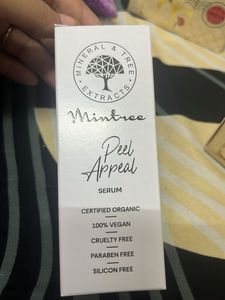 MINERAL & TREE
EXTRACTS
Mintree
Peel
Appeal
SERUM
CERTIFIED ORGANIC
100% VEGAN
CRUELTY FREE
PARABEN FREE
SILICON FREE